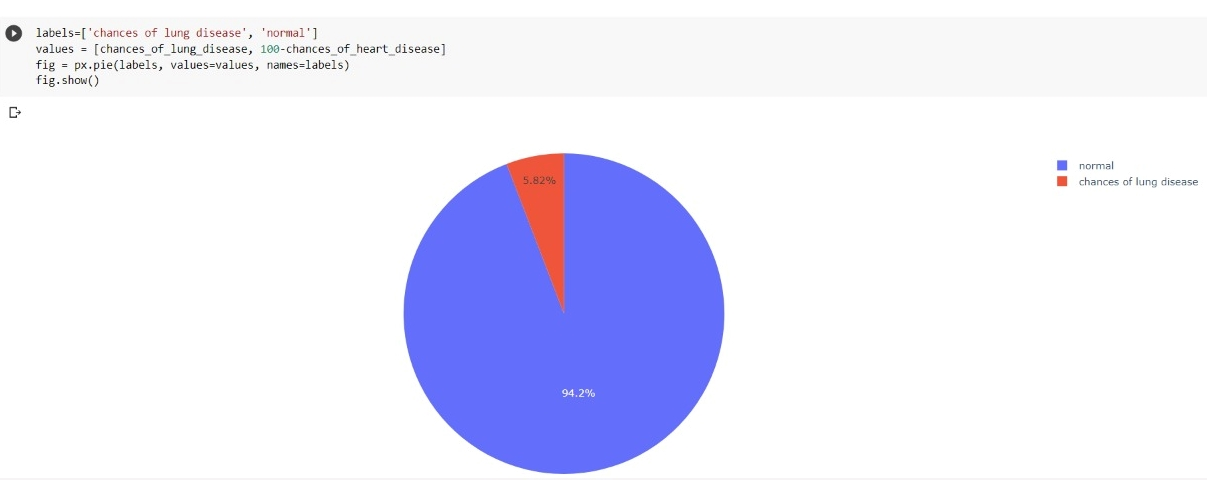 labels=['chances of lung disease', 'normal']
values = [chances_of_lung_disease, 100-chances_of_heart_disease]
fig = px.pie(labels, values=values, names=labels)
fig.show()
normal
chances of lung disease
5.82%
94.2%